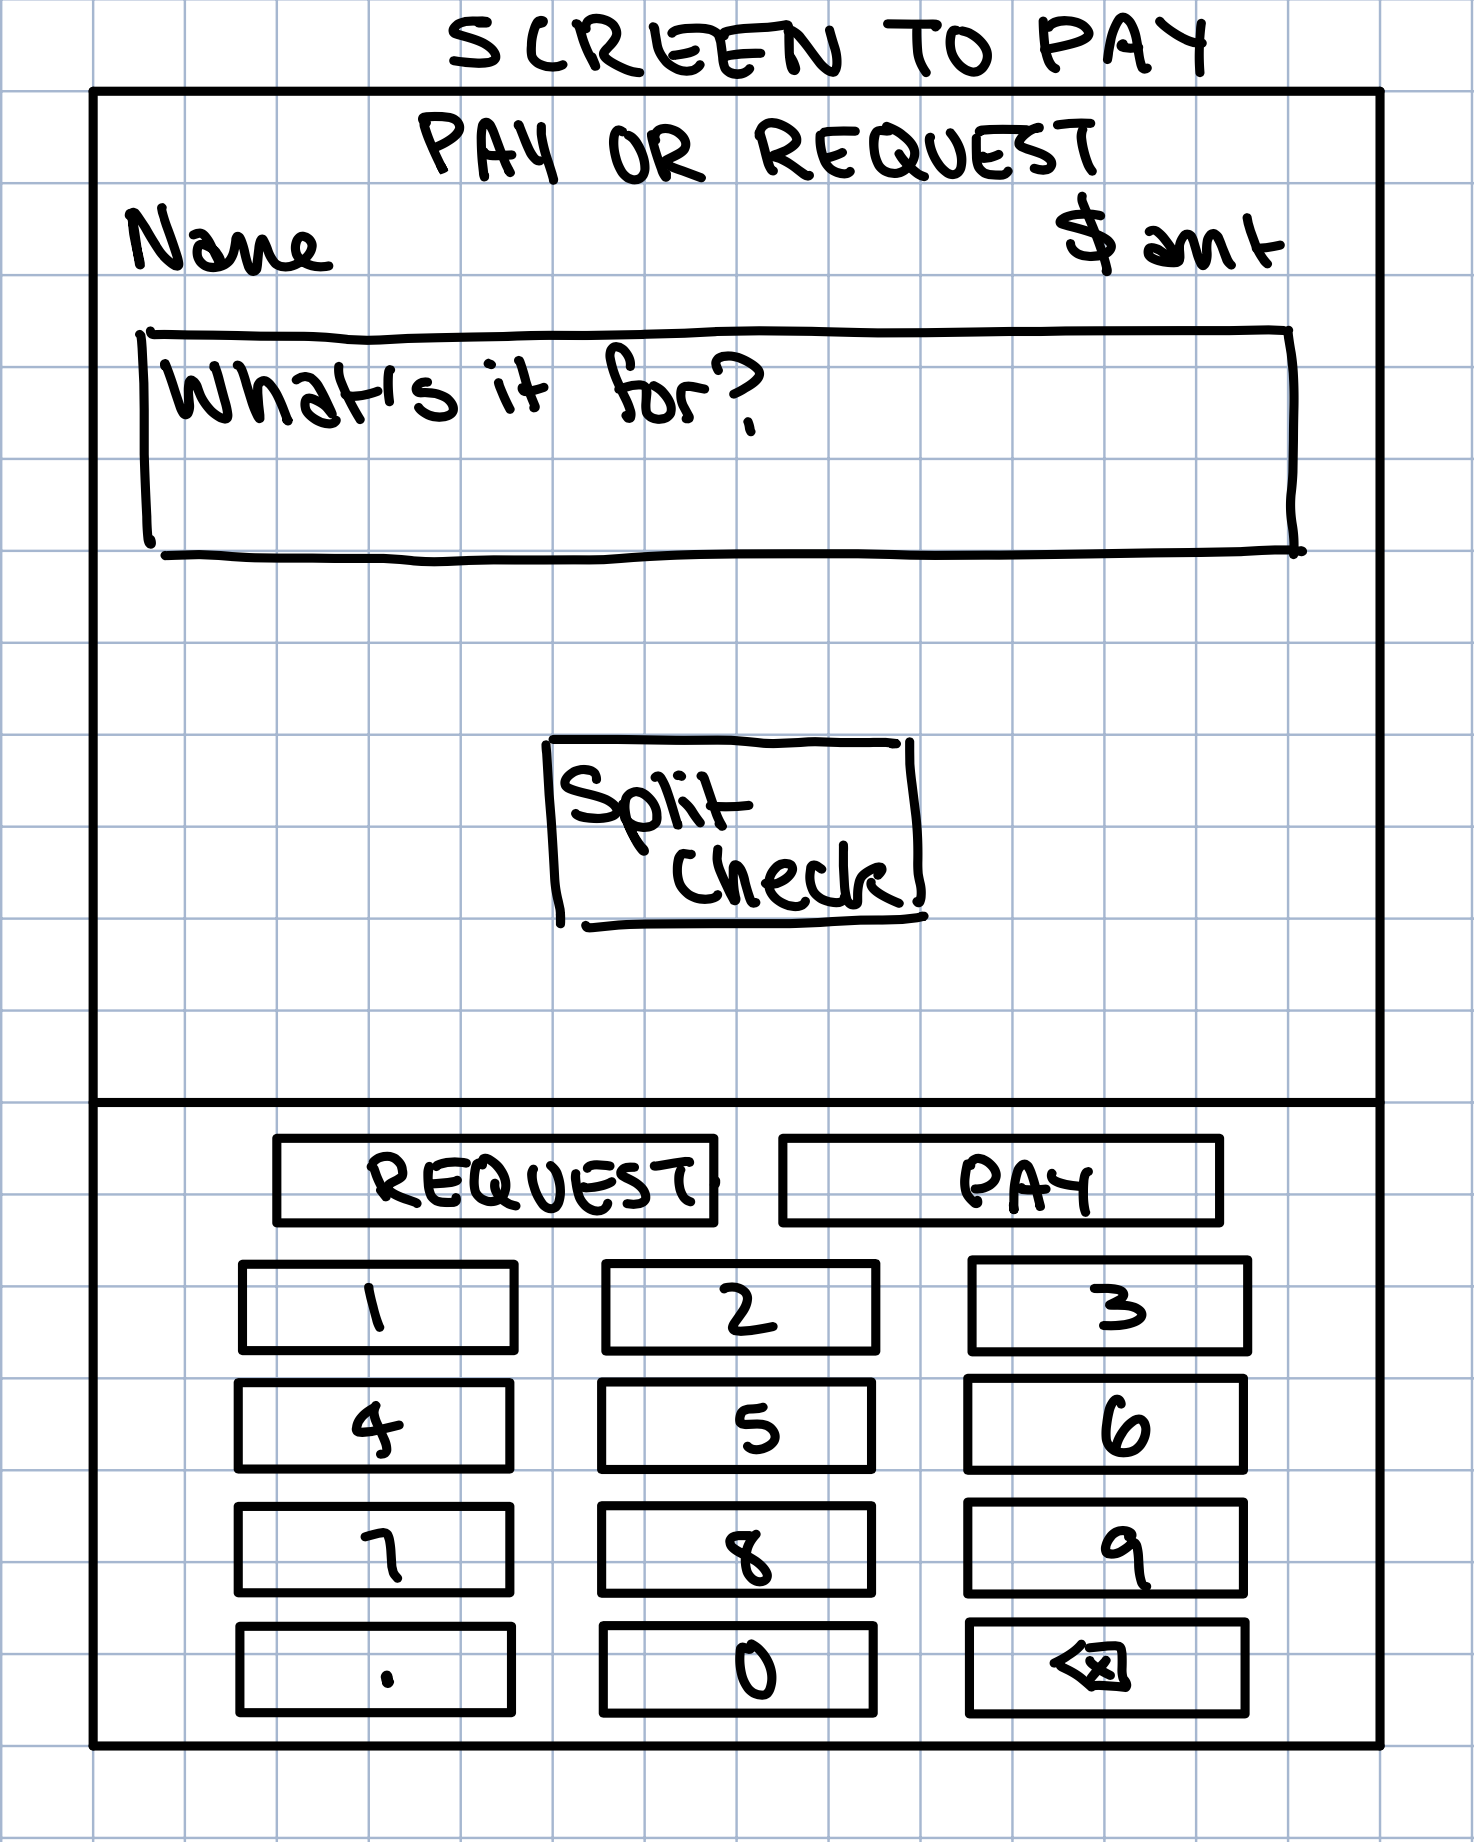 SCREEN TO PAY
PAY OR REQUEST
Name $ amt
What's it for?
Split
check
REQUEST PAY
1 2 3
4 5 6
7 8 9
. 0